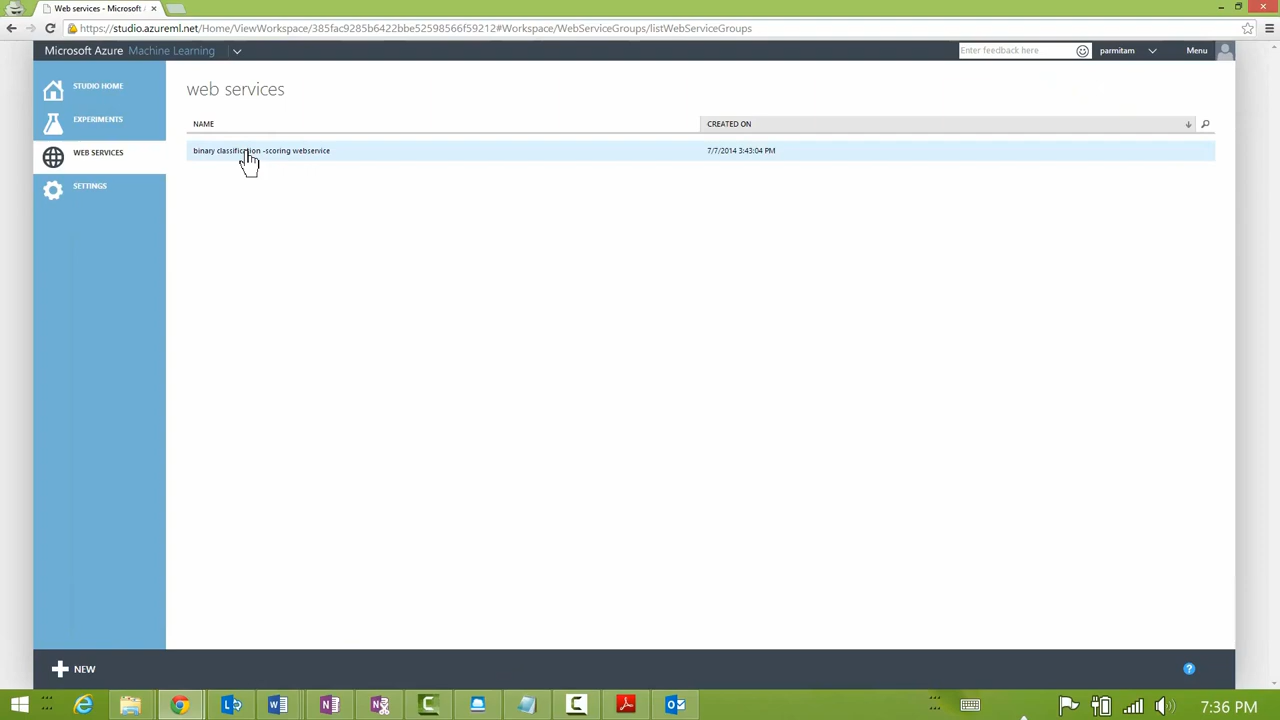 Web services - Microsoft A
https://studio.azureml.net/Home/ViewWorkspace/385fac9285b6422bbe52598566f59212#Workspace/WebServiceGroups/listWebServiceGroups
Microsoft Azure Machine Learning
Enter feedback here
parmitam
Menu
STUDIO HOME
EXPERIMENTS
WEB SERVICES
SETTINGS
web services
NAME
CREATED ON
binary classification -scoring webservice
7/7/2014 3:43:04 PM
NEW
?
7:36 PM